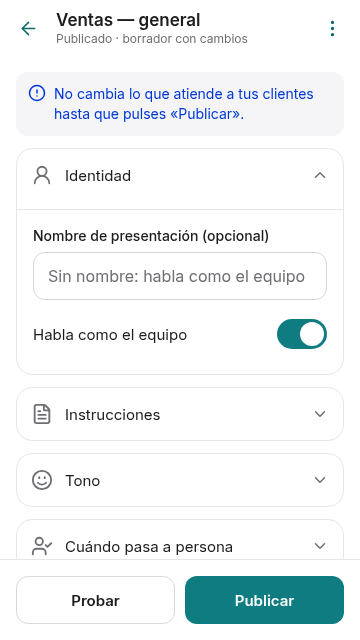 Ventas — general
Publicado · borrador con cambios
No cambia lo que atiende a tus clientes
hasta que pulses «Publicar».
Identidad
Nombre de presentación (opcional)
Sin nombre: habla como el equipo
Habla como el equipo
Instrucciones
Tono
Cuándo pasa a persona
Probar
Publicar